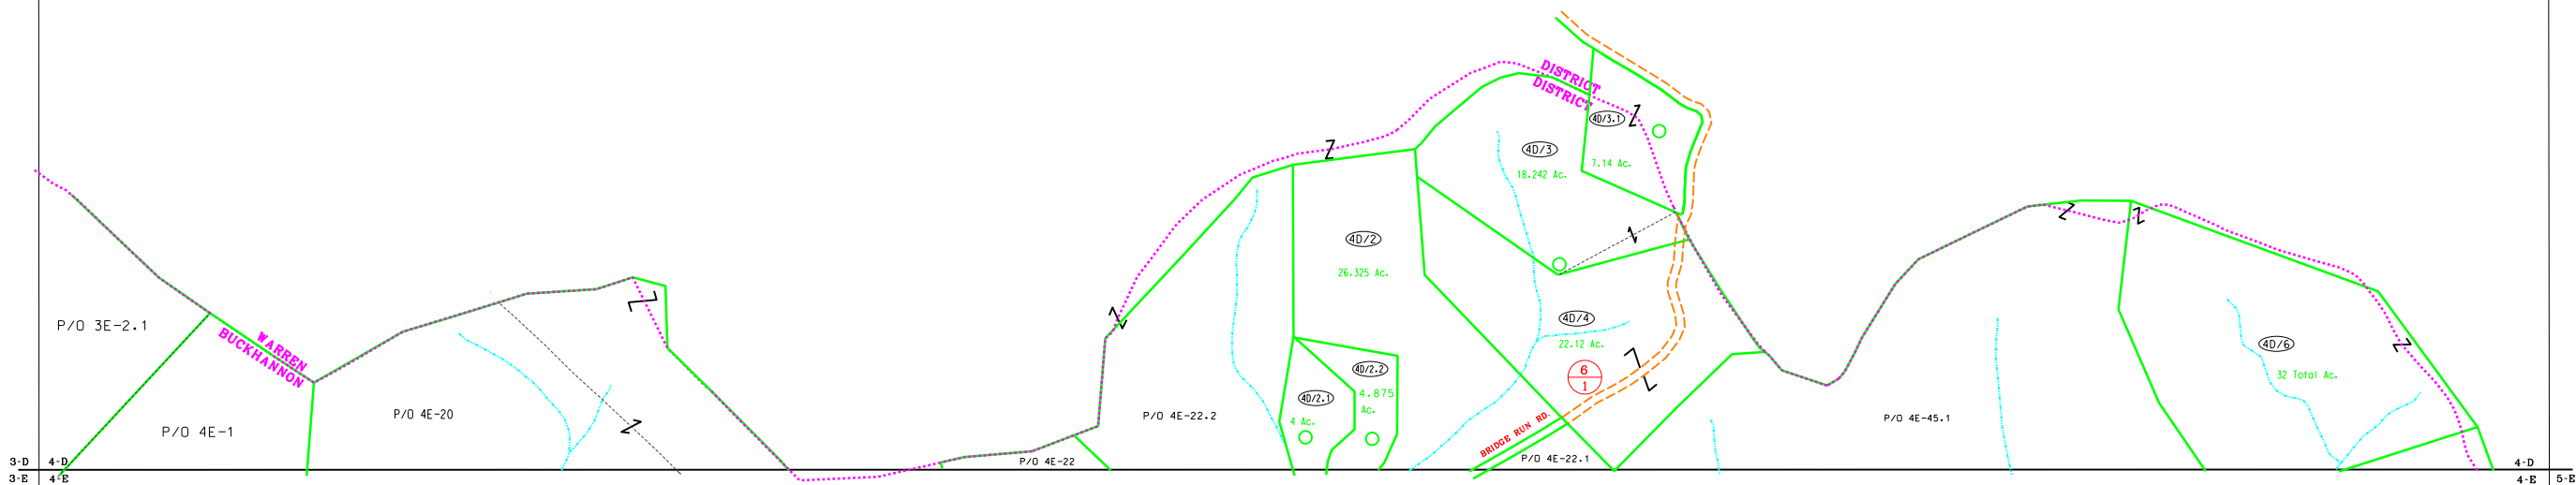 DISTRICT
DISTRICT
4D/3.1
4D/3
7.14 Ac.
18.242 Ac.
4D/2
26.325 Ac.
P/O 3E-2.1
WARREN
BUCKHANNON
4D/4
22.12 Ac.
4D/6
32 Total Ac.
4D/2.2
4.875
Ac.
6
1
4D/2.1
4 Ac.
P/O 4E-20
P/O 4E-22.2
P/O 4E-45.1
P/O 4E-1
BRIDGE RUN RD.
P/O 4E-22
P/O 4E-22.1
3-D 4-D
3-E 4-E
4-D
4-E 5-E